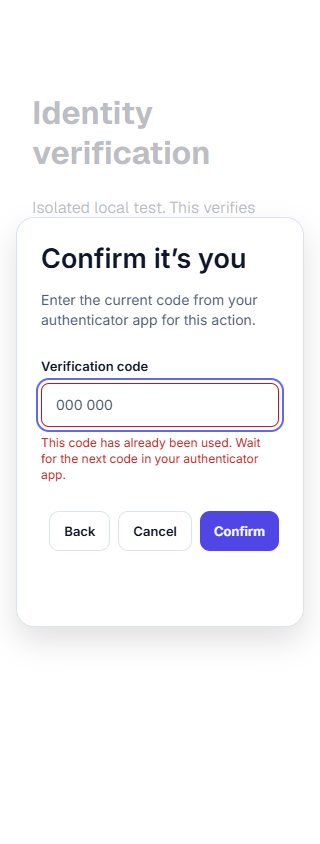 Identity
verification
Isolated local test. This verifies
Confirm it’s you
Enter the current code from your
authenticator app for this action.
Verification code
000 000
This code has already been used. Wait
for the next code in your authenticator
app.
Back Cancel Confirm